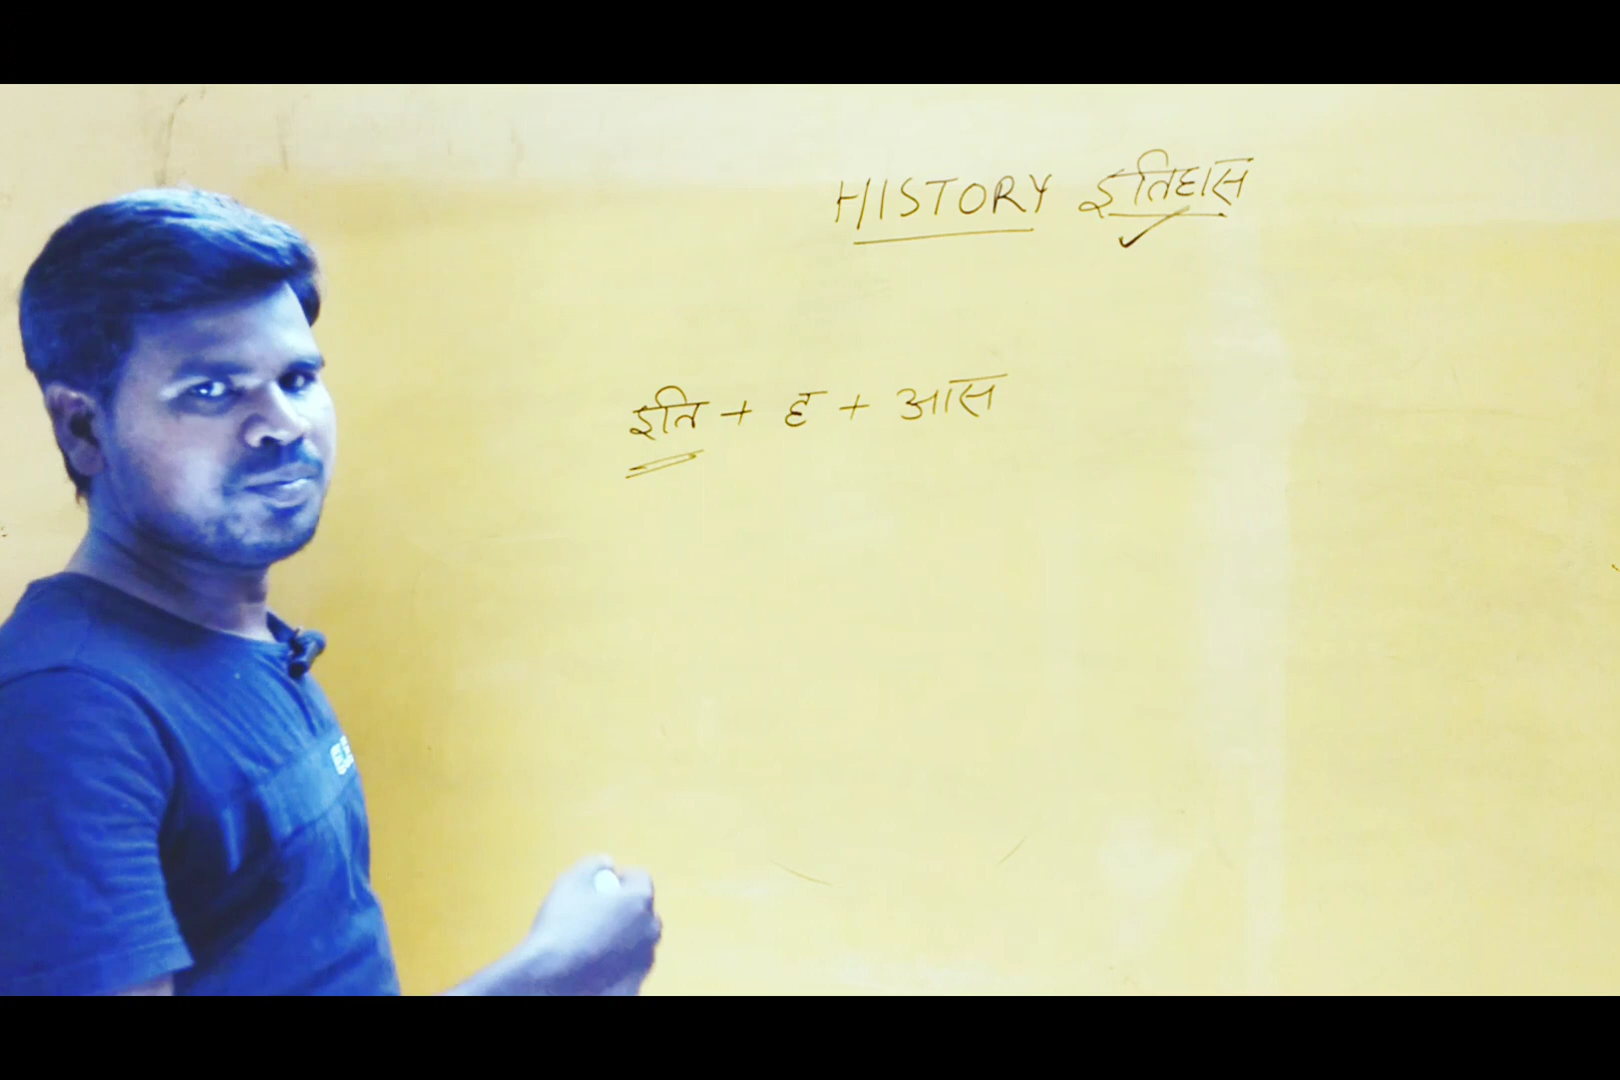 HISTORY इतिहास
इति + ह + आस